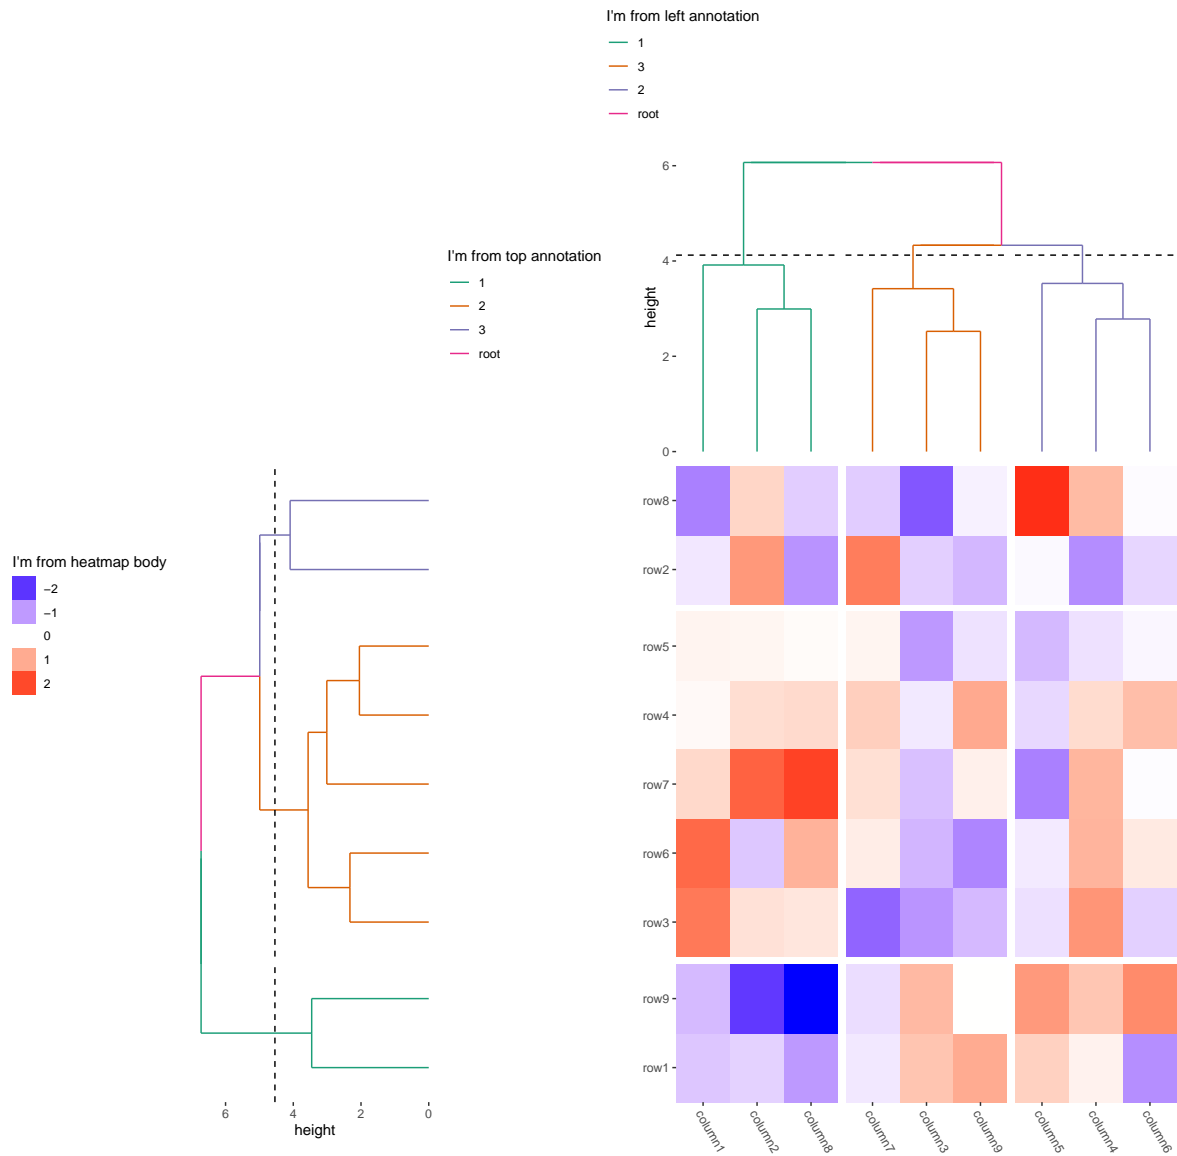 I'm from left annotation
1
3
2
root
6
4
2
0
height
I'm from top annotation
1
2
3
root
I'm from heatmap body
−2
−1
0
1
2
row8
row2
row5
row4
row7
row6
row3
row9
row1
6 4 2 0
height
column1 column2 column8 column7 column3 column9 column5 column4 column6